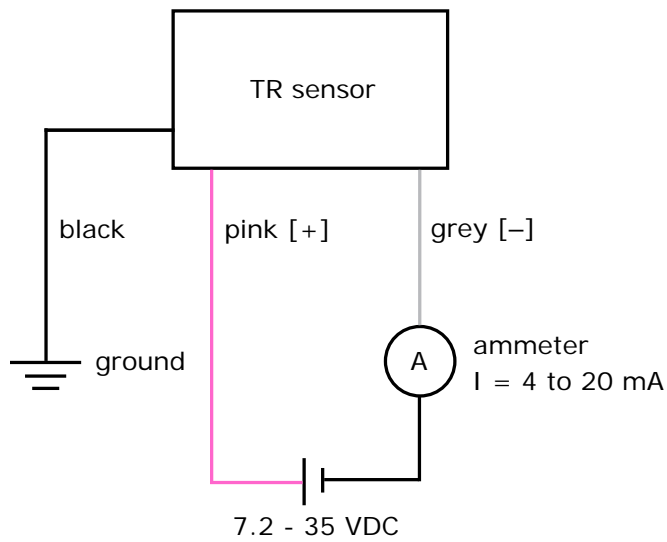 TR sensor
black
pink [+]
grey [–]
ground
A
ammeter
I = 4 to 20 mA
7.2 - 35 VDC